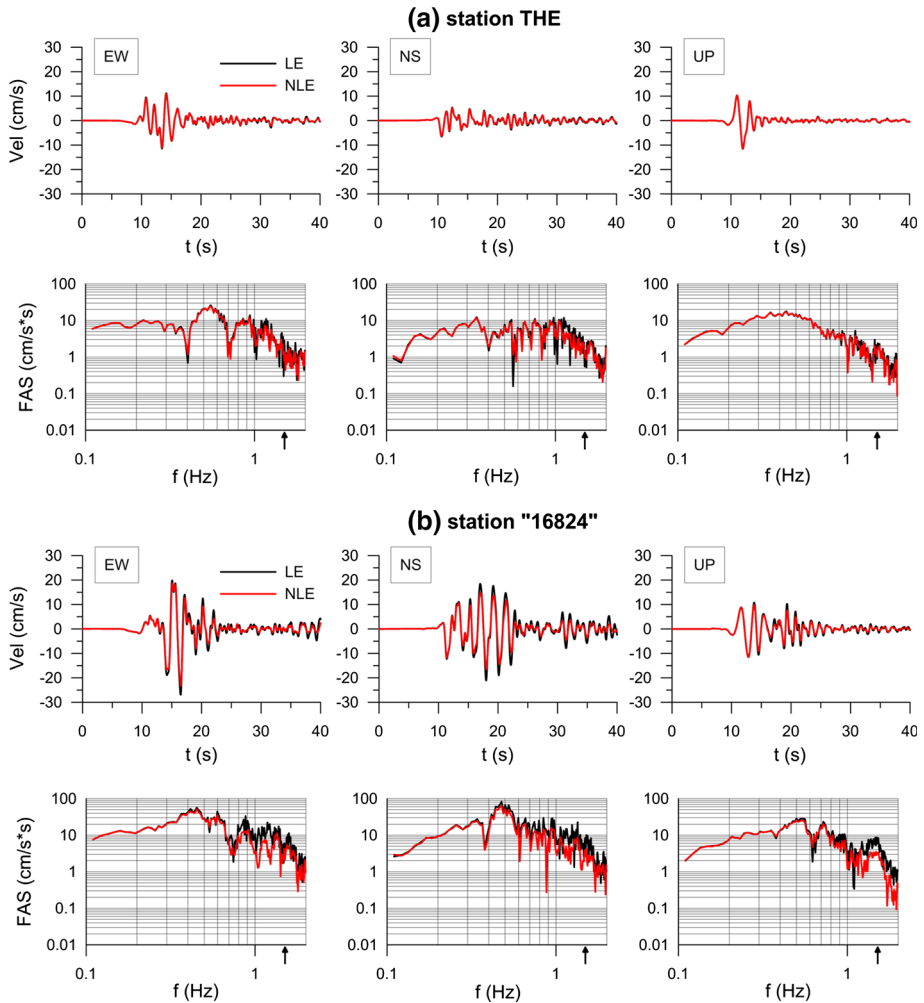 (a) station THE
EW
LE
NLE
NS
UP
Vel (cm/s)
30
20
10
0
-10
-20
-30
0 10 20 30 40
t (s)
30
20
10
0
-10
-20
-30
0 10 20 30 40
t (s)
30
20
10
0
-10
-20
-30
0 10 20 30 40
t (s)
FAS (cm/s*s)
100
10
1
0.1
0.01
0.1 1
f (Hz)
100
10
1
0.1
0.01
0.1 1
f (Hz)
100
10
1
0.1
0.01
0.1 1
f (Hz)
(b) station "16824"
EW
LE
NLE
NS
UP
Vel (cm/s)
30
20
10
0
-10
-20
-30
0 10 20 30 40
t (s)
30
20
10
0
-10
-20
-30
0 10 20 30 40
t (s)
30
20
10
0
-10
-20
-30
0 10 20 30 40
t (s)
FAS (cm/s*s)
100
10
1
0.1
0.01
0.1 1
f (Hz)
100
10
1
0.1
0.01
0.1 1
f (Hz)
100
10
1
0.1
0.01
0.1 1
f (Hz)